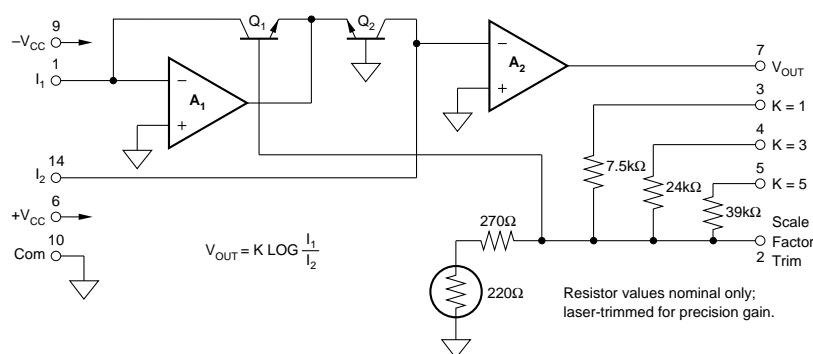 Q1 Q2
9
–VCC
1
I1
A1
–
+
A2
–
+
7
VOUT
3
K = 1
4
K = 3
5
K = 5
14
I2
7.5kΩ
24kΩ
39kΩ
6
+VCC
10
Com
VOUT = K LOG I1
I2
270Ω
220Ω
Scale
Factor
2 Trim
Resistor values nominal only;
laser-trimmed for precision gain.